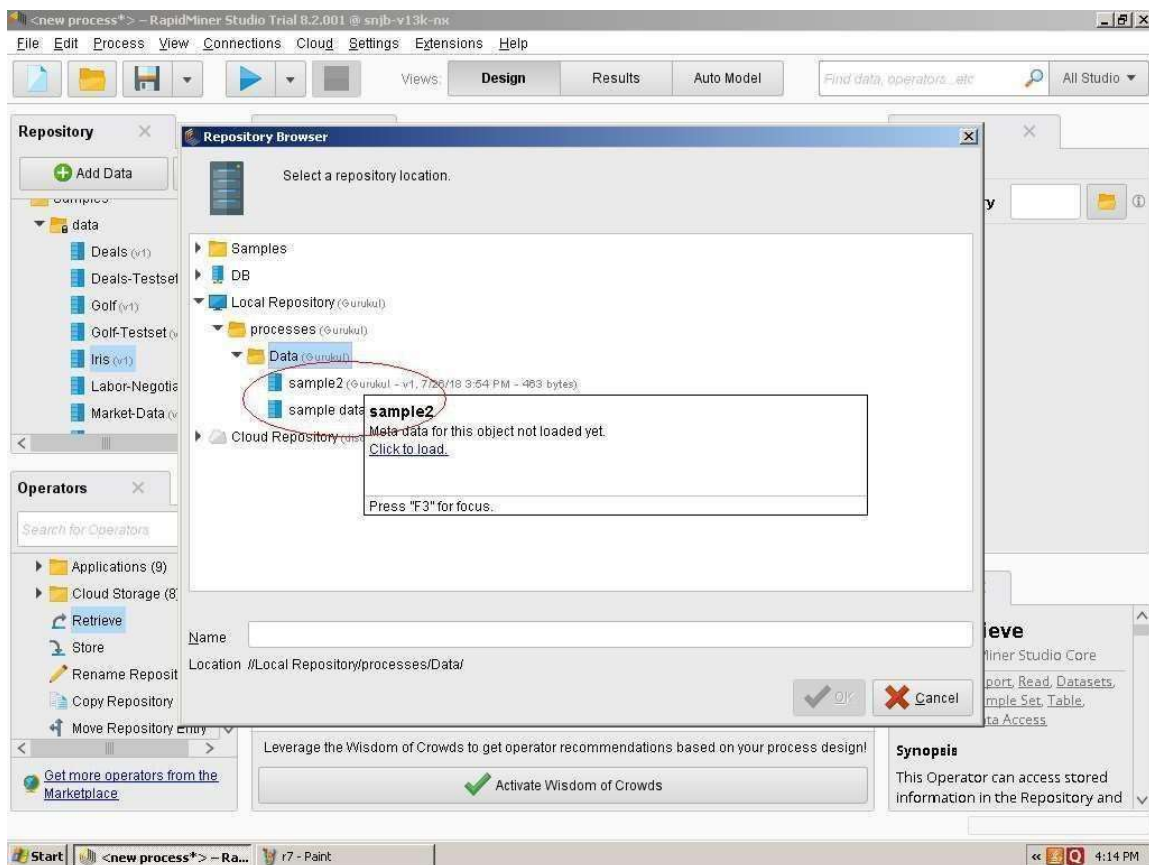 <new process*> – RapidMiner Studio Trial 8.2.001 @ snjb-v13k-nx
File Edit Process View Connections Cloud Settings Extensions Help
Views: Design Results Auto Model Find data, operators...etc All Studio
Repository
Add Data
data
Deals (v1)
Deals-Testset
Golf (v1)
Golf-Testset
Iris (v1)
Labor-Negotia
Market-Data
Repository Browser
Select a repository location.
Samples
DB
Local Repository (Gurukul)
processes (Gurukul)
Data (Gurukul)
sample2 (Gurukul – v1, 7/26/18 3:54 PM – 463 bytes)
sample data
Cloud Repository
sample2
Meta data for this object not loaded yet.
Click to load.
Press "F3" for focus.
Name
Location //Local Repository/processes/Data/
OK
Cancel
Operators
Search for Operators
Applications (9)
Cloud Storage (8)
Retrieve
Store
Rename Reposit
Copy Repository
Move Repository Entry
Get more operators from the
Marketplace
Leverage the Wisdom of Crowds to get operator recommendations based on your process design!
Activate Wisdom of Crowds
ieve
Miner Studio Core
port, Read, Datasets,
mple Set, Table,
ta Access
Synopsis
This Operator can access stored
information in the Repository and
Start <new process*> – Ra... r7 - Paint « 4:14 PM